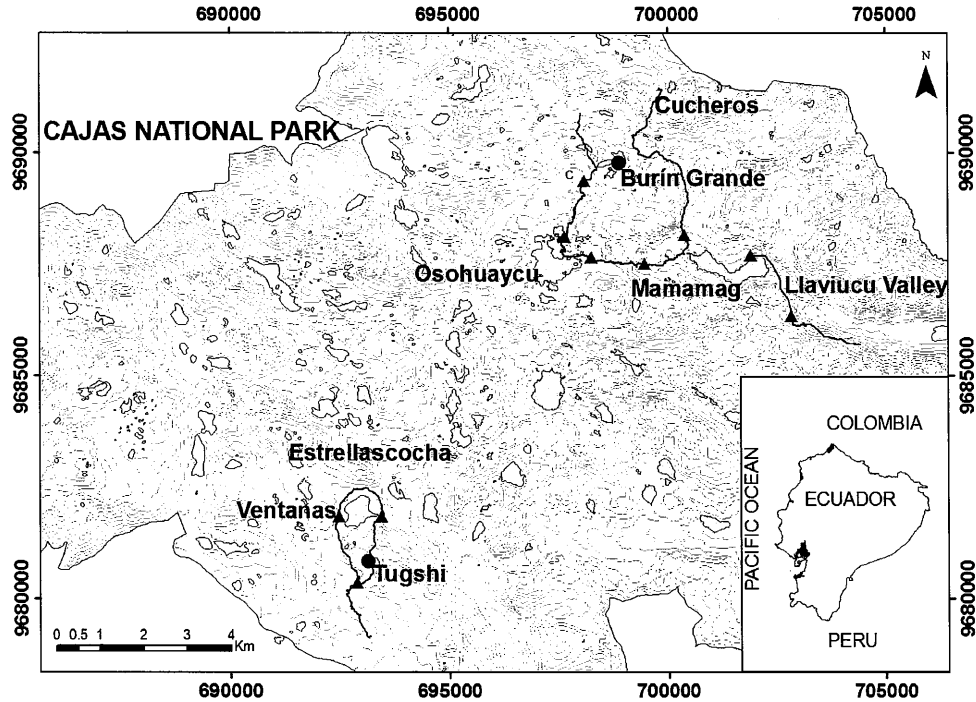 690000 695000 700000 705000
N
Cucheros
CAJAS NATIONAL PARK
9690000 9690000
C
Burín Grande
Osohuaycu
Mamamag
Llaviucu Valley
9685000 9685000
Estrellascocha
Ventanas
Tugshi
9680000 9680000
0 0.5 1 2 3 4
Km
COLOMBIA
PACIFIC OCEAN
ECUADOR
PERU
690000 695000 700000 705000